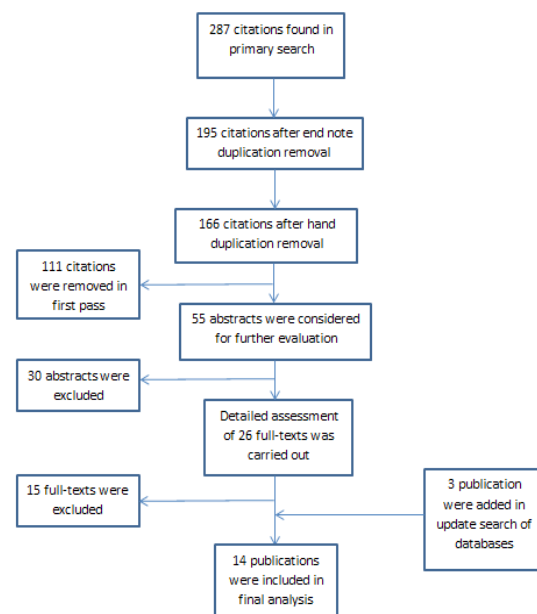 287 citations found in
primary search
195 citations after end note
duplication removal
166 citations after hand
duplication removal
111 citations
were removed in
first pass
55 abstracts were considered
for further evaluation
30 abstracts were
excluded
Detailed assessment
of 26 full-texts was
carried out
15 full-texts were
excluded
3 publication
were added in
update search of
databases
14 publications
were included in
final analysis